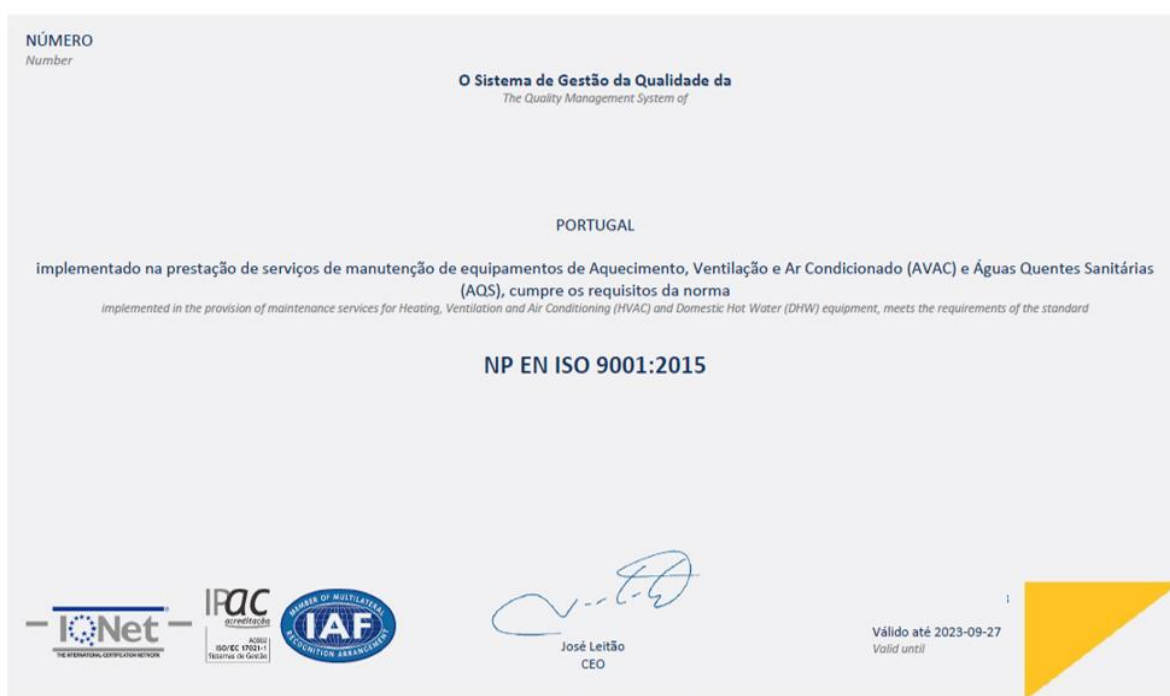 NÚMERO
Number
O Sistema de Gestão da Qualidade da
The Quality Management System of
PORTUGAL
implementado na prestação de serviços de manutenção de equipamentos de Aquecimento, Ventilação e Ar Condicionado (AVAC) e Águas Quentes Sanitárias
(AQS), cumpre os requisitos da norma
implemented in the provision of maintenance services for Heating, Ventilation and Air Conditioning (HVAC) and Domestic Hot Water (DHW) equipment, meets the requirements of the standard
NP EN ISO 9001:2015
IQNet
THE INTERNATIONAL CERTIFICATION NETWORK
IPac
acreditação
ISO/IEC 17021-1
Sistemas de Gestão
MEMBER OF MULTILATERAL
IAF
RECOGNITION ARRANGEMENT
José Leitão
CEO
Válido até 2023-09-27
Valid until